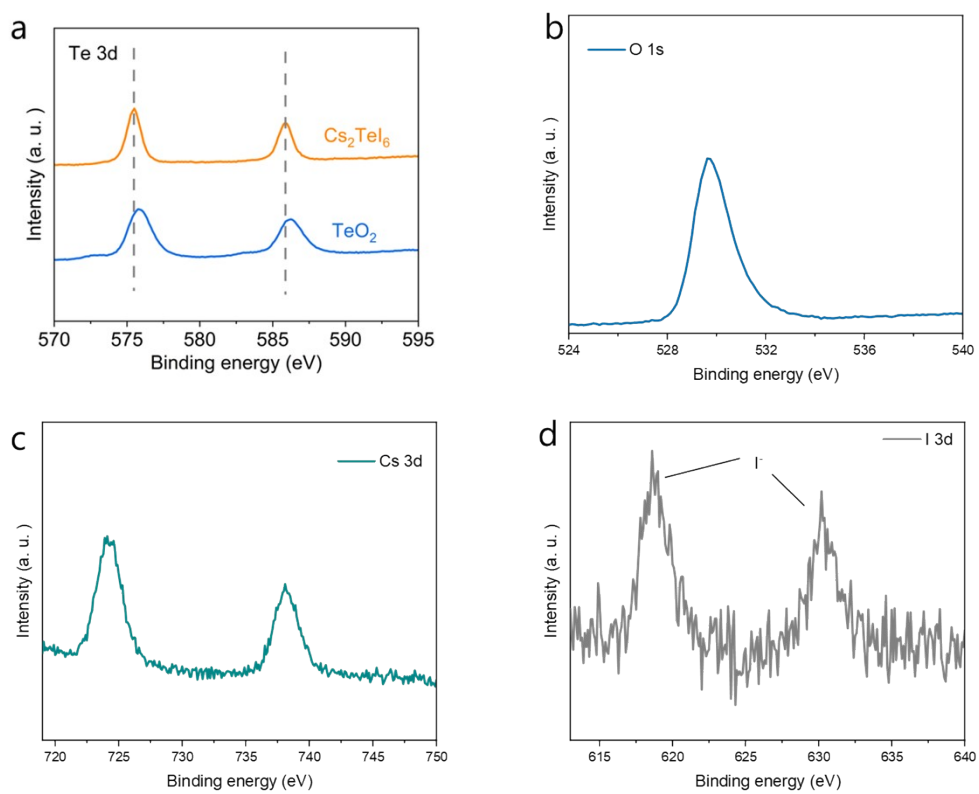 a
Te 3d
Cs₂TeI₆
TeO₂
Intensity (a. u. )
570 575 580 585 590 595
Binding energy (eV)
b
O 1s
Intensity (a. u. )
524 528 532 536 540
Binding energy (eV)
c
Cs 3d
Intensity (a. u. )
720 725 730 735 740 745 750
Binding energy (eV)
d
I 3d
I⁻
Intensity (a. u. )
615 620 625 630 635 640
Binding energy (eV)